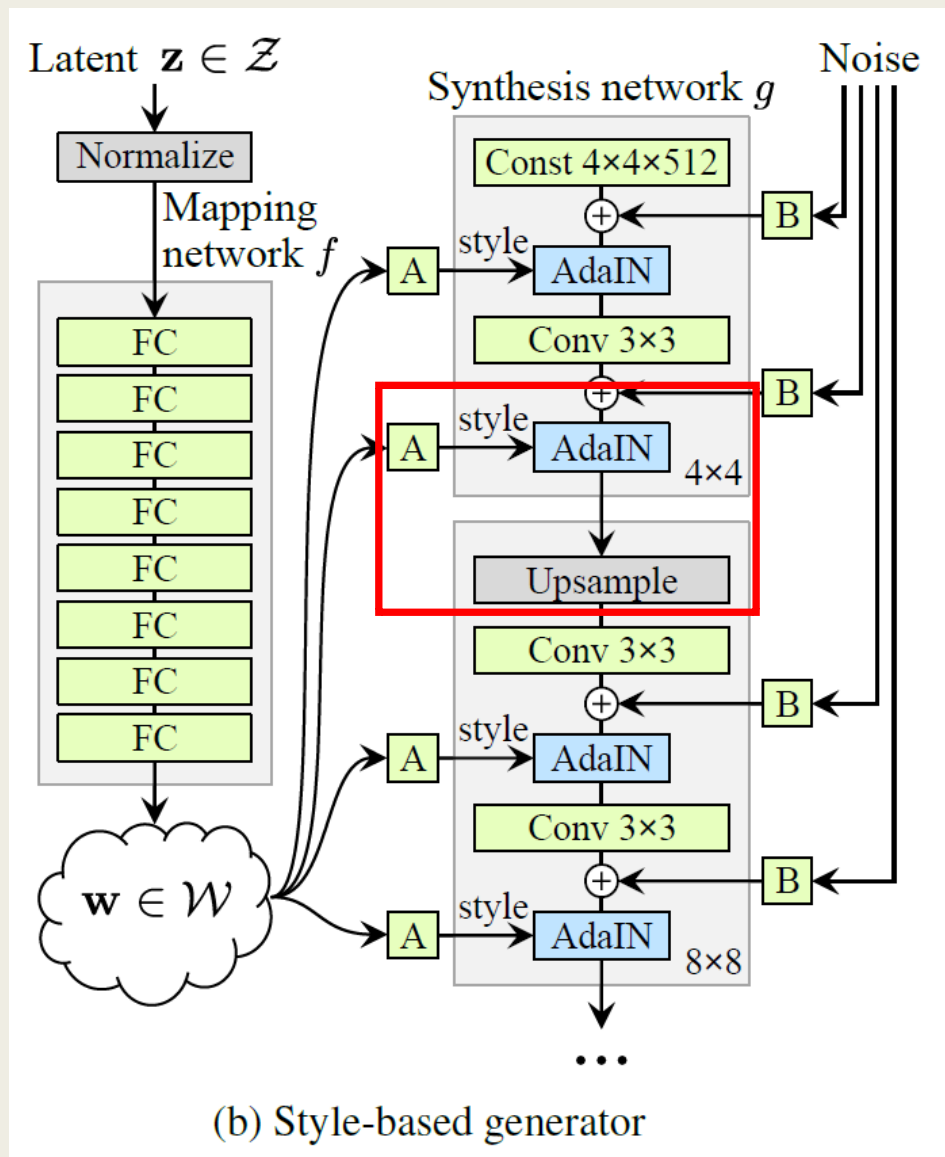 Latent z ∈ 𝒵
Noise
Synthesis network g
Normalize
Const 4×4×512
Mapping
network f
B
style
A
AdaIN
FC
Conv 3×3
FC
B
style
FC
A
AdaIN
4×4
FC
FC
Upsample
FC
Conv 3×3
FC
B
FC
style
A
AdaIN
Conv 3×3
w ∈ 𝒲
B
style
A
AdaIN
8×8
...
(b) Style-based generator